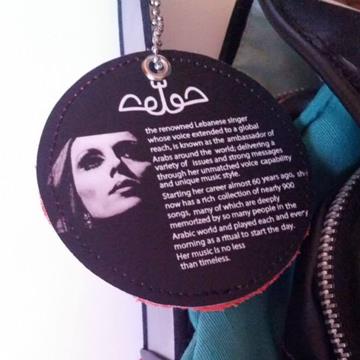 the renowned Lebanese singer
whose voice extended to a global
reach, is known as the ambassador of
Arabs around the world; delivering a
variety of issues and strong messages
through her unmatched voice capability
and unique music style.
Starting her career almost 60 years ago, she
now has a rich collection of nearly 900
songs, many of which are deeply
memorized by so many people in the
Arabic world and played each and every
morning as a ritual to start the day.
Her music is no less
than timeless.